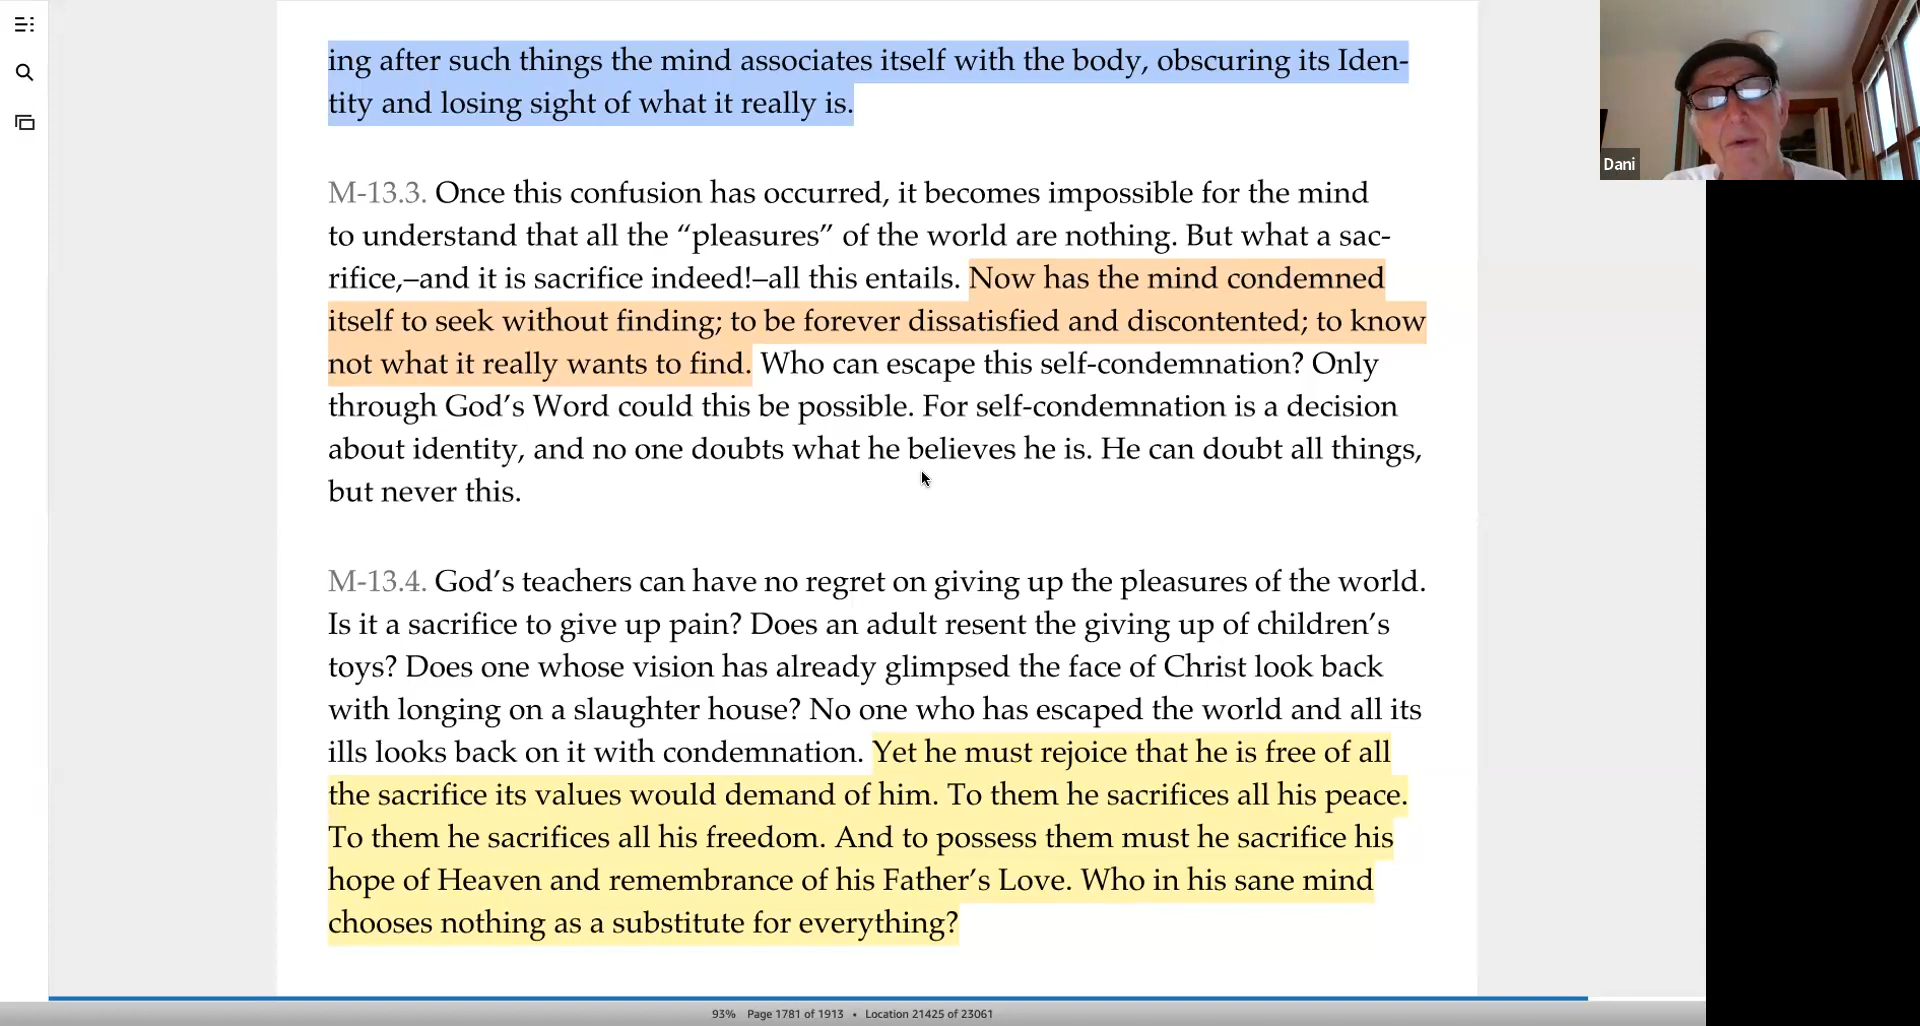 ing after such things the mind associates itself with the body, obscuring its Iden-
tity and losing sight of what it really is.
M-13.3. Once this confusion has occurred, it becomes impossible for the mind
to understand that all the “pleasures” of the world are nothing. But what a sac-
rifice,–and it is sacrifice indeed!–all this entails. Now has the mind condemned
itself to seek without finding; to be forever dissatisfied and discontented; to know
not what it really wants to find. Who can escape this self-condemnation? Only
through God’s Word could this be possible. For self-condemnation is a decision
about identity, and no one doubts what he believes he is. He can doubt all things,
but never this.
M-13.4. God’s teachers can have no regret on giving up the pleasures of the world.
Is it a sacrifice to give up pain? Does an adult resent the giving up of children’s
toys? Does one whose vision has already glimpsed the face of Christ look back
with longing on a slaughter house? No one who has escaped the world and all its
ills looks back on it with condemnation. Yet he must rejoice that he is free of all
the sacrifice its values would demand of him. To them he sacrifices all his peace.
To them he sacrifices all his freedom. And to possess them must he sacrifice his
hope of Heaven and remembrance of his Father’s Love. Who in his sane mind
chooses nothing as a substitute for everything?
93% Page 1781 of 1913 • Location 21425 of 23061
Dani